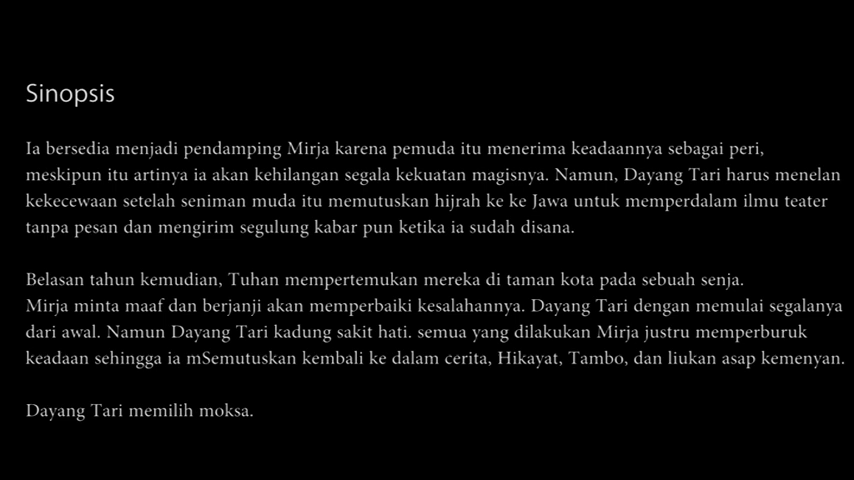 Sinopsis
Ia bersedia menjadi pendamping Mirja karena pemuda itu menerima keadaannya sebagai peri,
meskipun itu artinya ia akan kehilangan segala kekuatan magisnya. Namun, Dayang Tari harus menelan
kekecewaan setelah seniman muda itu memutuskan hijrah ke ke Jawa untuk memperdalam ilmu teater
tanpa pesan dan mengirim segulung kabar pun ketika ia sudah disana.
Belasan tahun kemudian, Tuhan mempertemukan mereka di taman kota pada sebuah senja.
Mirja minta maaf dan berjanji akan memperbaiki kesalahannya. Dayang Tari dengan memulai segalanya
dari awal. Namun Dayang Tari kadung sakit hati. semua yang dilakukan Mirja justru memperburuk
keadaan sehingga ia mSemutuskan kembali ke dalam cerita, Hikayat, Tambo, dan liukan asap kemenyan.
Dayang Tari memilih moksa.